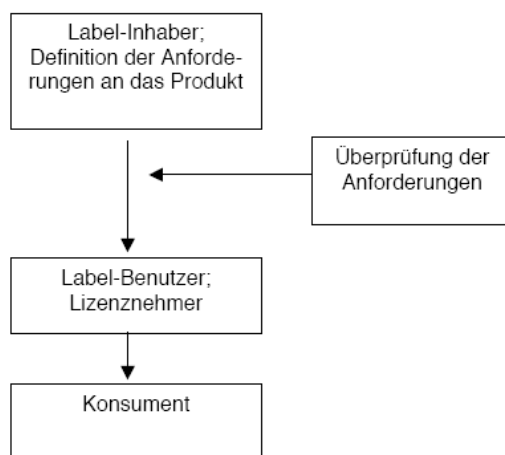 Label-Inhaber;
Definition der Anforde-
rungen an das Produkt
Überprüfung der
Anforderungen
Label-Benutzer;
Lizenznehmer
Konsument